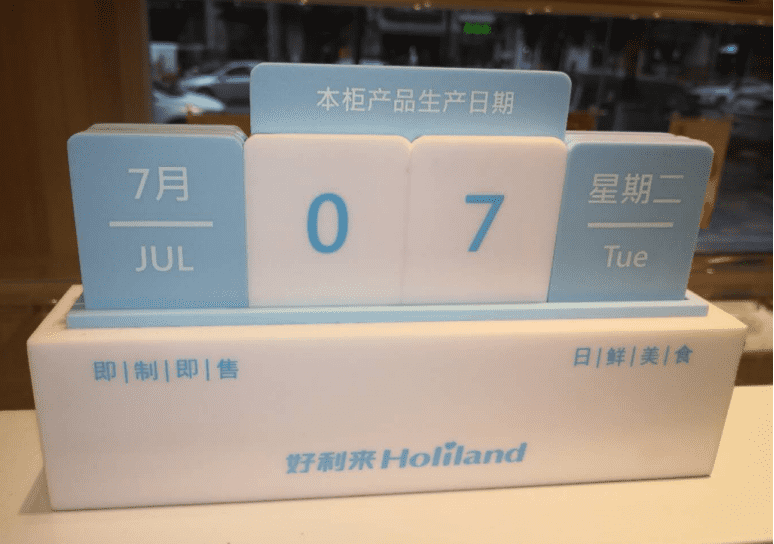 本柜产品生产日期
7月
JUL
0 7
星期二
Tue
即|制|即|售
日|鲜|美|食
好利来 Holiland